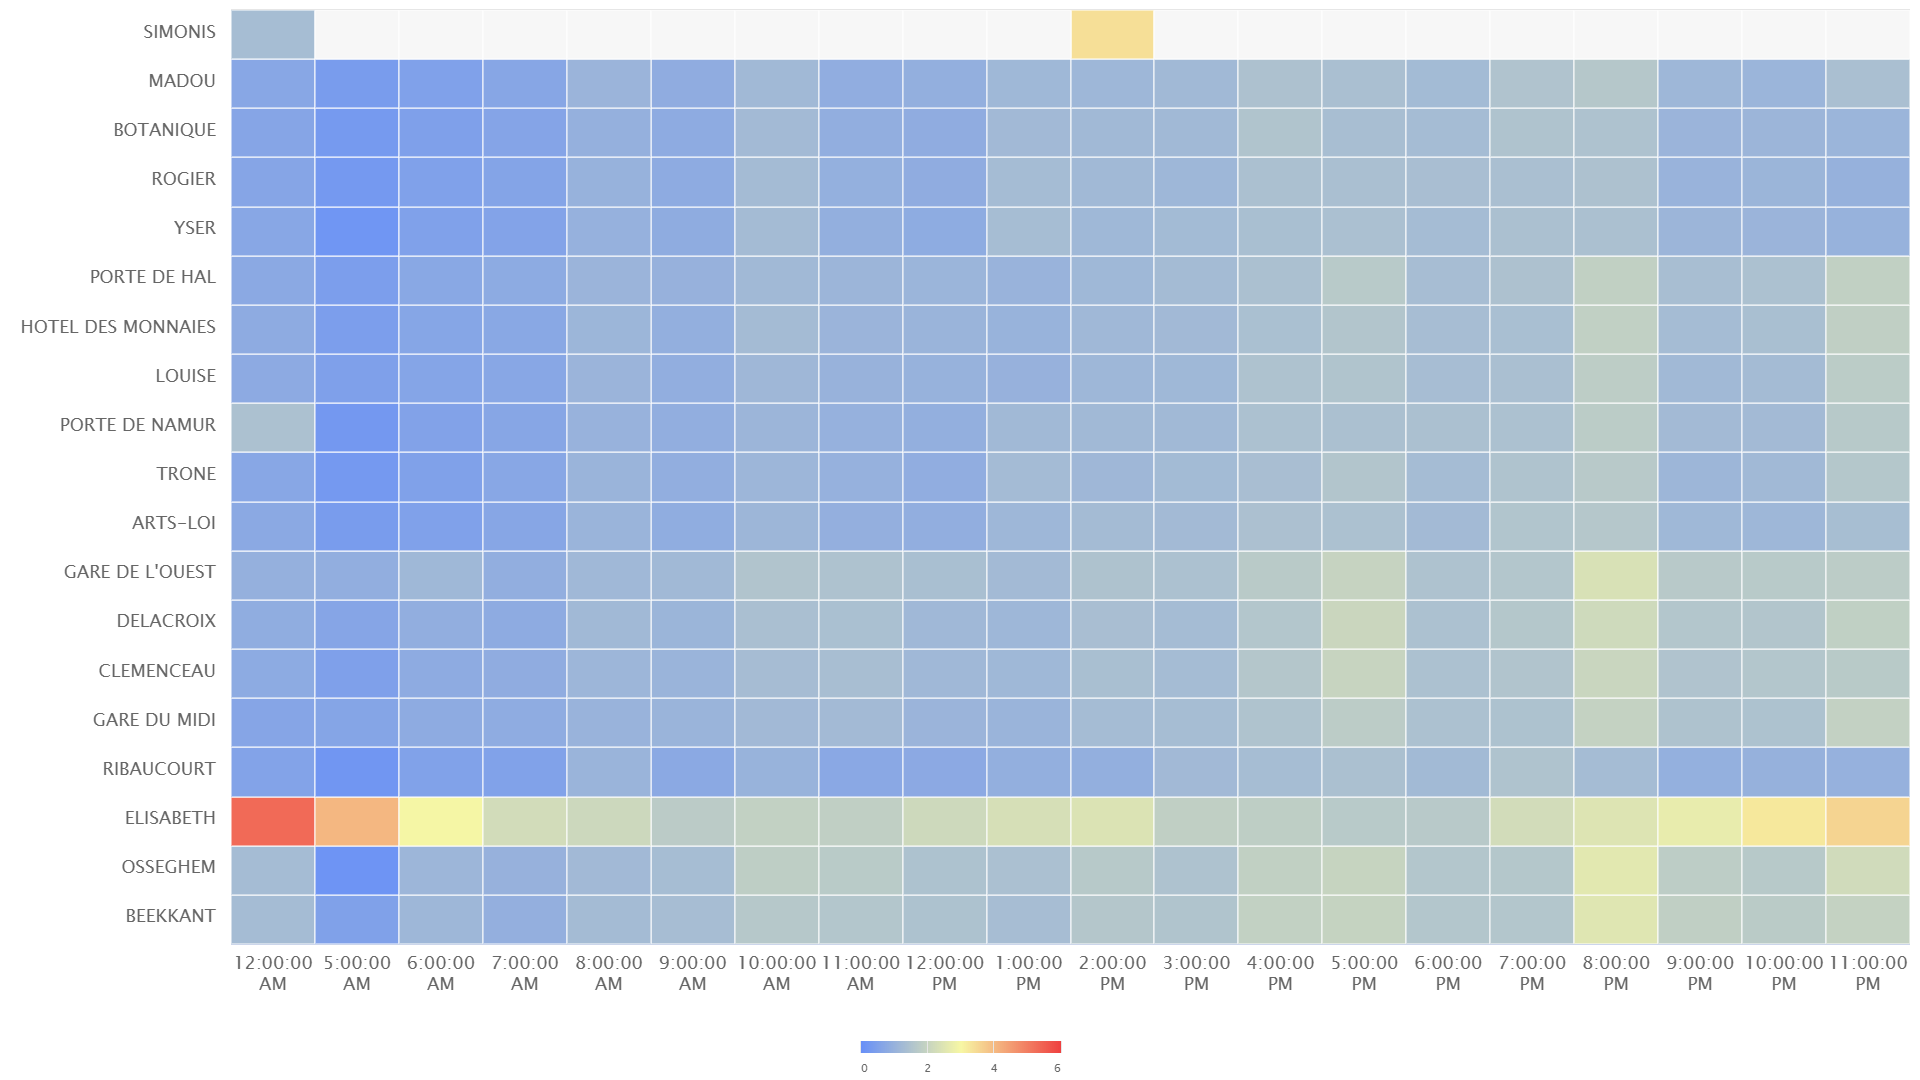 SIMONIS
MADOU
BOTANIQUE
ROGIER
YSER
PORTE DE HAL
HOTEL DES MONNAIES
LOUISE
PORTE DE NAMUR
TRONE
ARTS-LOI
GARE DE L'OUEST
DELACROIX
CLEMENCEAU
GARE DU MIDI
RIBAUCOURT
ELISABETH
OSSEGHEM
BEEKKANT
12:00:00 5:00:00 6:00:00 7:00:00 8:00:00 9:00:00 10:00:00 11:00:00 12:00:00 1:00:00 2:00:00 3:00:00 4:00:00 5:00:00 6:00:00 7:00:00 8:00:00 9:00:00 10:00:00 11:00:00
AM AM AM AM AM AM AM AM PM PM PM PM PM PM PM PM PM PM PM PM
0 2 4 6